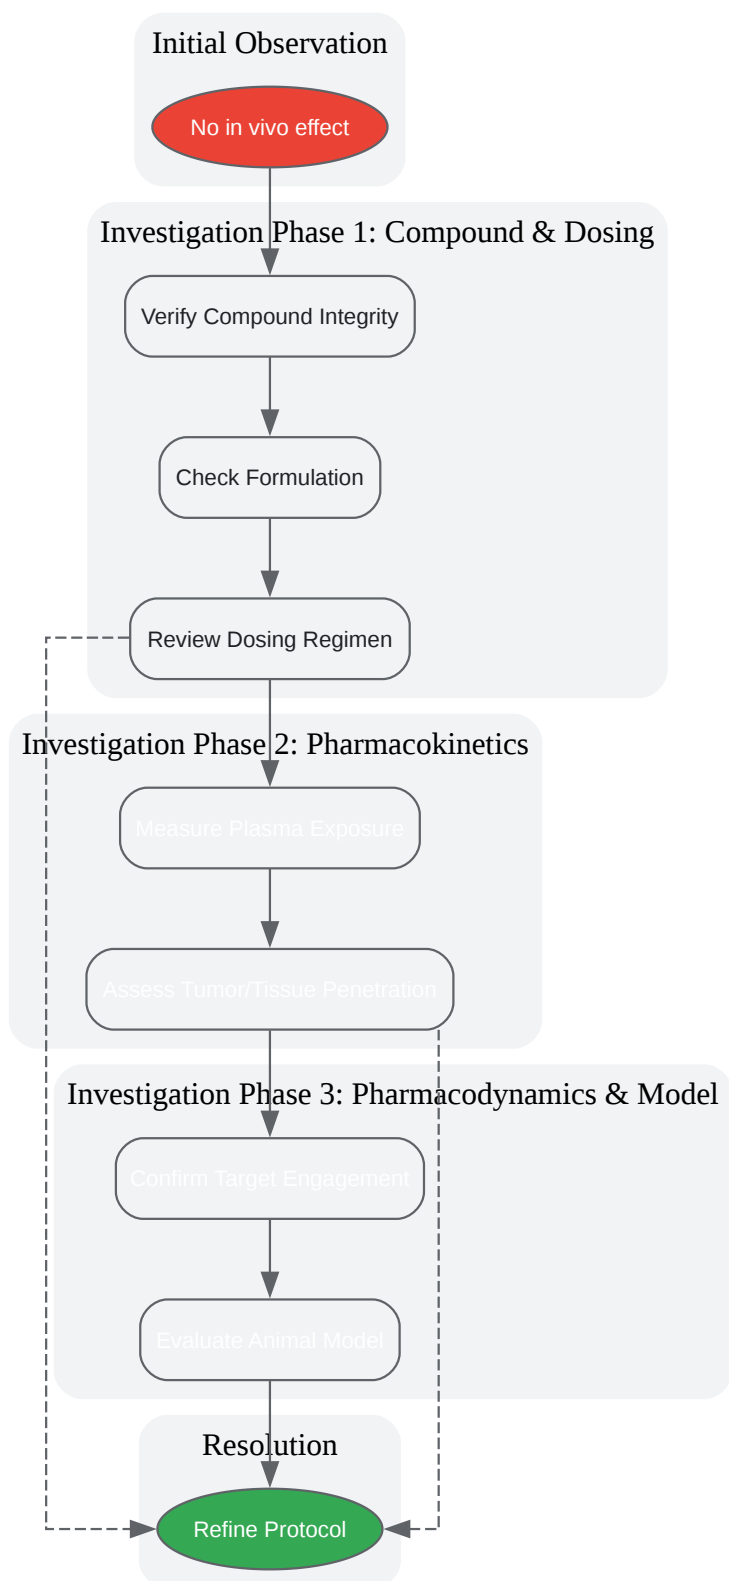 Initial Observation
No in vivo effect
Investigation Phase 1: Compound & Dosing
Verify Compound Integrity
Check Formulation
Review Dosing Regimen
Investigation Phase 2: Pharmacokinetics
Measure Plasma Exposure
Assess Tumor/Tissue Penetration
Investigation Phase 3: Pharmacodynamics & Model
Confirm Target Engagement
Evaluate Animal Model
Resolution
Refine Protocol